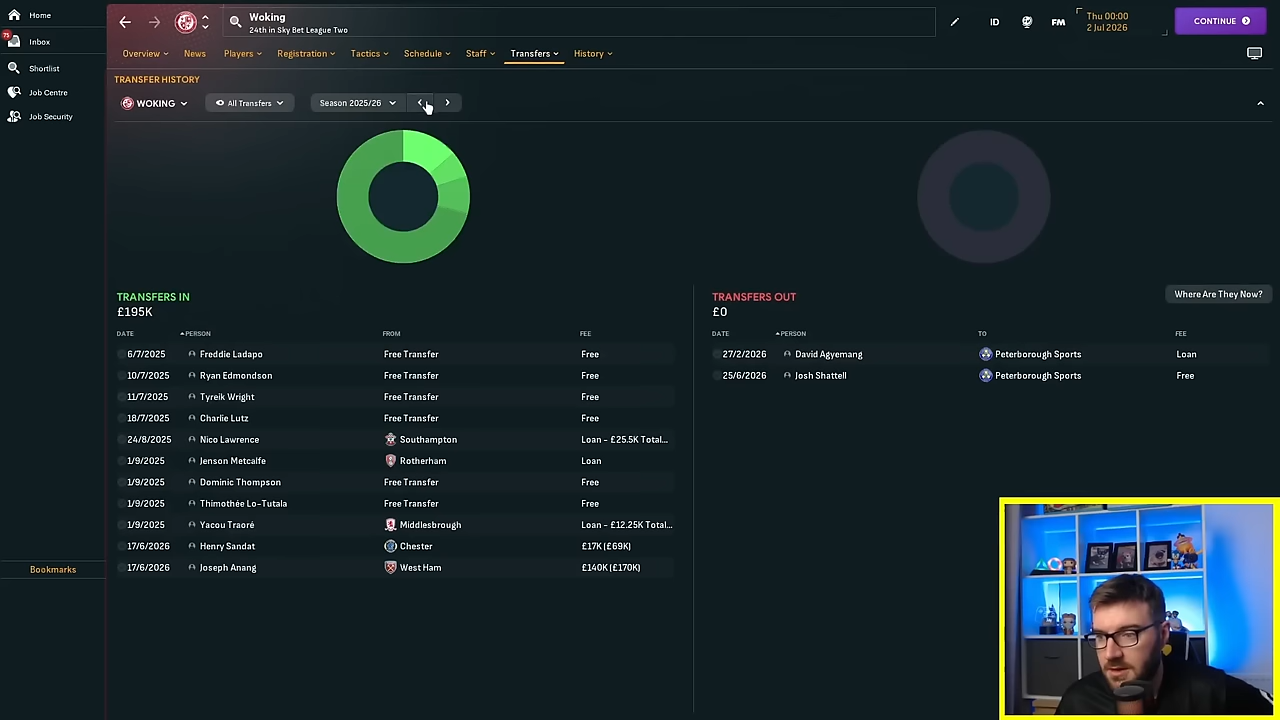 Home
75
Inbox
Shortlist
Job Centre
Job Security
Bookmarks
Woking
24th in Sky Bet League Two
ID
FM
Thu 00:00
2 Jul 2026
CONTINUE
Overview
News
Players
Registration
Tactics
Schedule
Staff
Transfers
History
TRANSFER HISTORY
WOKING
All Transfers
Season 2025/26
TRANSFERS IN
£195K
DATE PERSON FROM FEE
6/7/2025 Freddie Ladapo Free Transfer Free
10/7/2025 Ryan Edmondson Free Transfer Free
11/7/2025 Tyreik Wright Free Transfer Free
18/7/2025 Charlie Lutz Free Transfer Free
24/8/2025 Nico Lawrence Southampton Loan - £25.5K Total...
1/9/2025 Jenson Metcalfe Rotherham Loan
1/9/2025 Dominic Thompson Free Transfer Free
1/9/2025 Thimothée Lo-Tutala Free Transfer Free
1/9/2025 Yacou Traoré Middlesbrough Loan - £12.25K Total...
17/6/2026 Henry Sandat Chester £17K (£69K)
17/6/2026 Joseph Anang West Ham £140K (£170K)
TRANSFERS OUT
£0
Where Are They Now?
DATE PERSON TO FEE
27/2/2026 David Agyemang Peterborough Sports Loan
25/6/2026 Josh Shattell Peterborough Sports Free